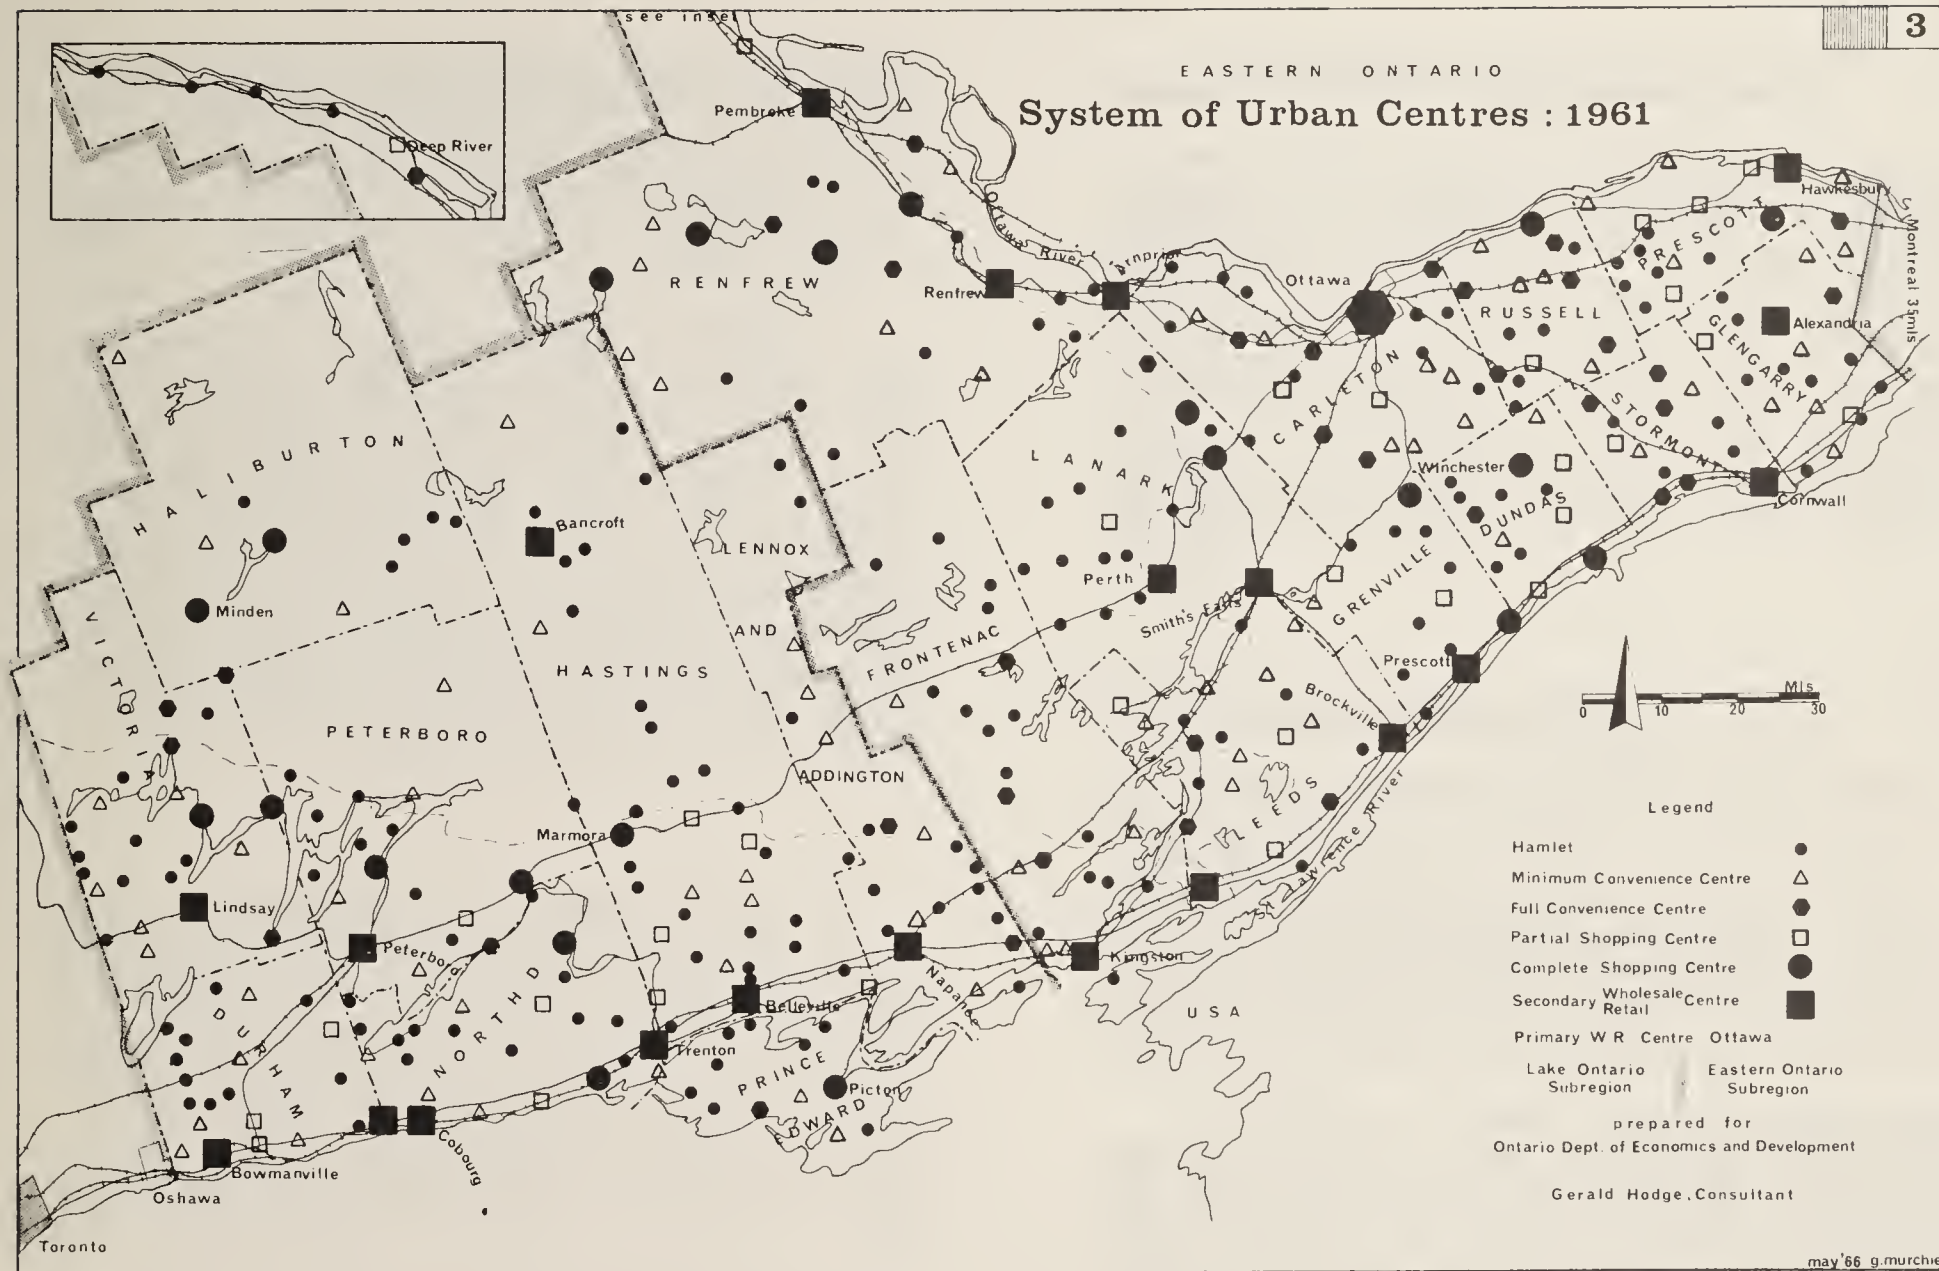 see inset
3
EASTERN ONTARIO
System of Urban Centres : 1961
Pembroke
Deep River
Hawkesbury
Montreal 35mls
Ottawa River
Arnprior
PRESCOTT
Ottawa
RENFREW
Renfrew
RUSSELL
GLENGARRY
Alexandria
CARLETON
STORMONT
HALIBURTON
LANARK
Winchester
Cornwall
DUNDAS
Bancroft
LENNOX
Perth
GRENVILLE
Minden
Smith's Falls
AND
FRONTENAC
VICTORIA
HASTINGS
Prescott
Brockville
Mls
0 10 20 30
PETERBORO
ADDINGTON
LEEDS
St Lawrence River
Marmora
Legend
Hamlet
Minimum Convenience Centre
Full Convenience Centre
Partial Shopping Centre
Complete Shopping Centre
Secondary Wholesale Retail Centre
Primary W R Centre Ottawa
Lake Ontario Subregion
Eastern Ontario Subregion
Lindsay
Peterboro
Kingston
Napanee
Belleville
USA
DURHAM
NORTHD
Trenton
PRINCE
EDWARD
Picton
Cobourg
Bowmanville
Oshawa
Toronto
prepared for
Ontario Dept. of Economics and Development
Gerald Hodge, Consultant
may '66 g.murchie